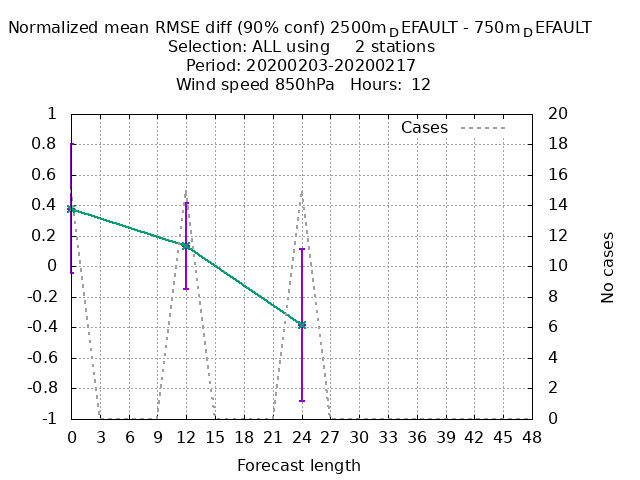 Normalized mean RMSE diff (90% conf) 2500m_DEFAULT - 750m_DEFAULT
Selection: ALL using 2 stations
Period: 20200203-20200217
Wind speed 850hPa Hours: 12
Cases
1
0.8
0.6
0.4
0.2
0
-0.2
-0.4
-0.6
-0.8
-1
20
18
16
14
12
10
8
6
4
2
0
No cases
0 3 6 9 12 15 18 21 24 27 30 33 36 39 42 45 48
Forecast length